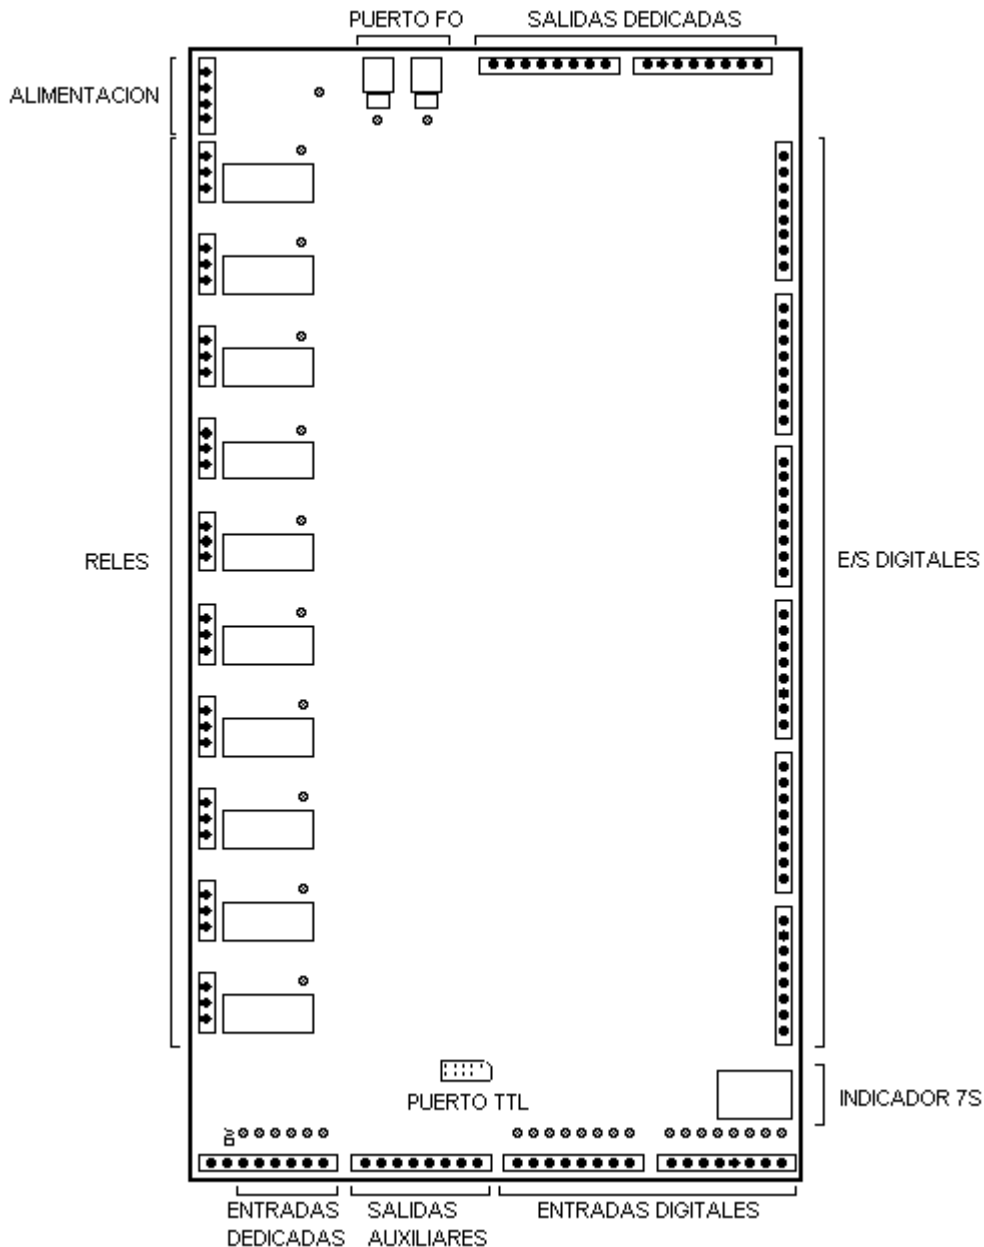 PUERTO FO
SALIDAS DEDICADAS
ALIMENTACION
RELES
E/S DIGITALES
PUERTO TTL
INDICADOR 7S
ENTRADAS
DEDICADAS
SALIDAS
AUXILIARES
ENTRADAS DIGITALES